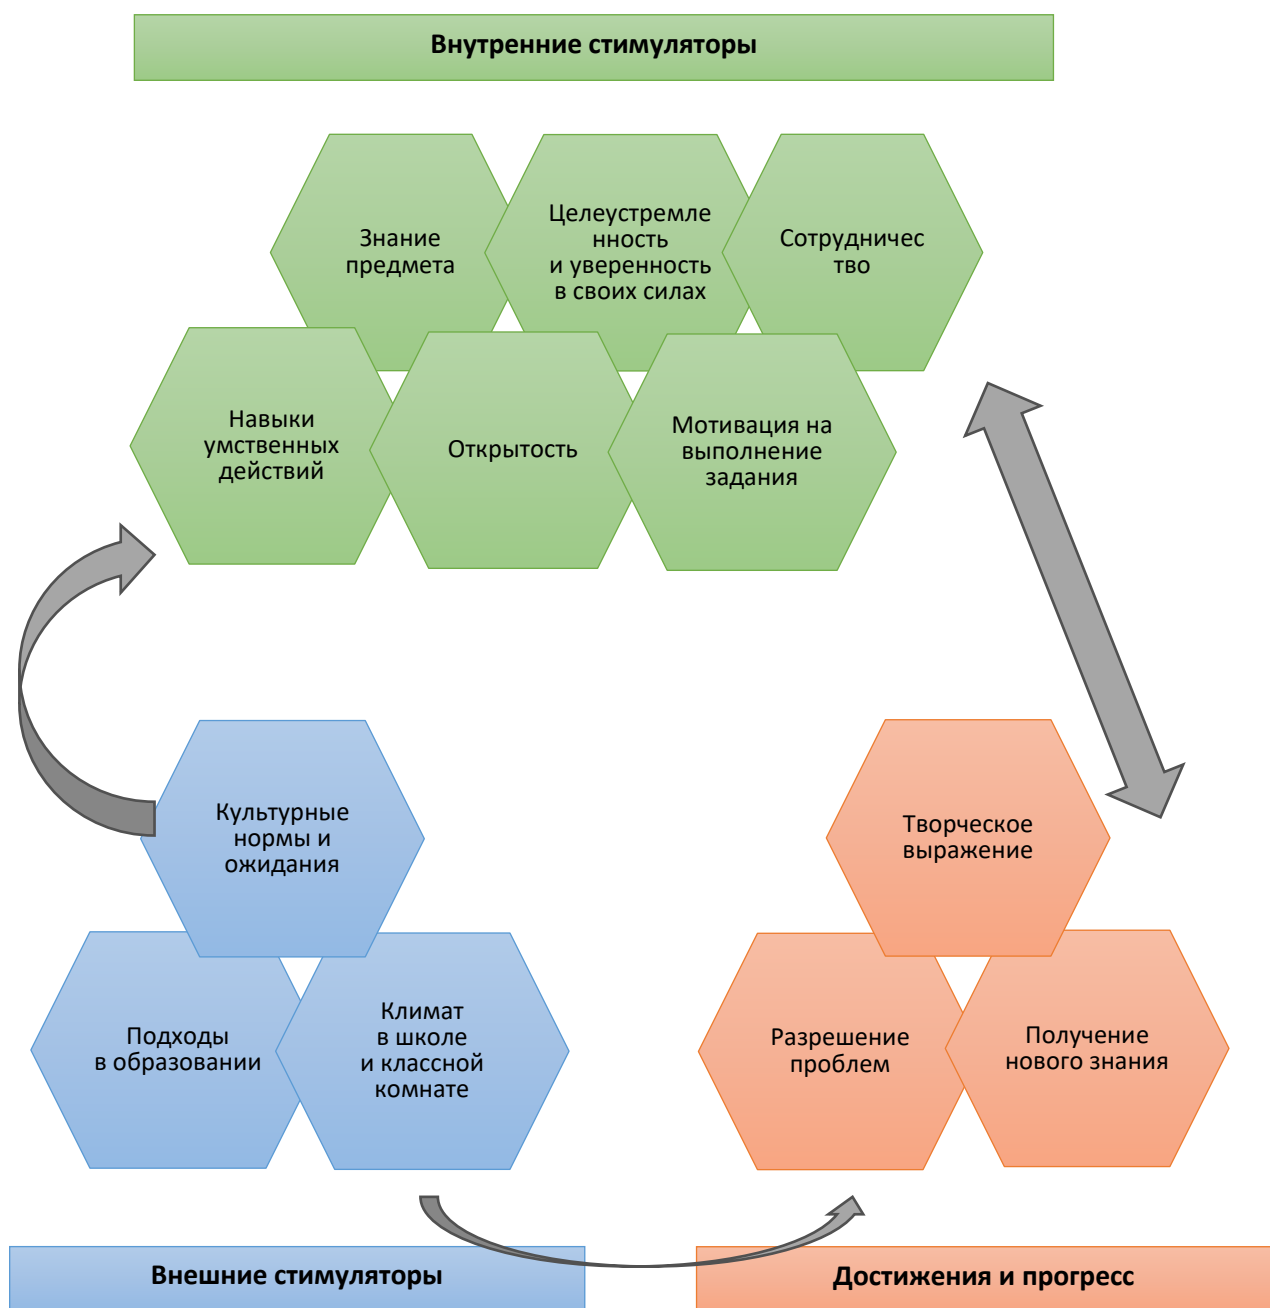 Внутренние стимуляторы
Знание
предмета
Целеустремле
нность
и уверенность
в своих силах
Сотрудничес
тво
Навыки
умственных
действий
Открытость
Мотивация на
выполнение
задания
Культурные
нормы и
ожидания
Творческое
выражение
Подходы
в образовании
Климат
в школе
и классной
комнате
Разрешение
проблем
Получение
нового знания
Внешние стимуляторы
Достижения и прогресс